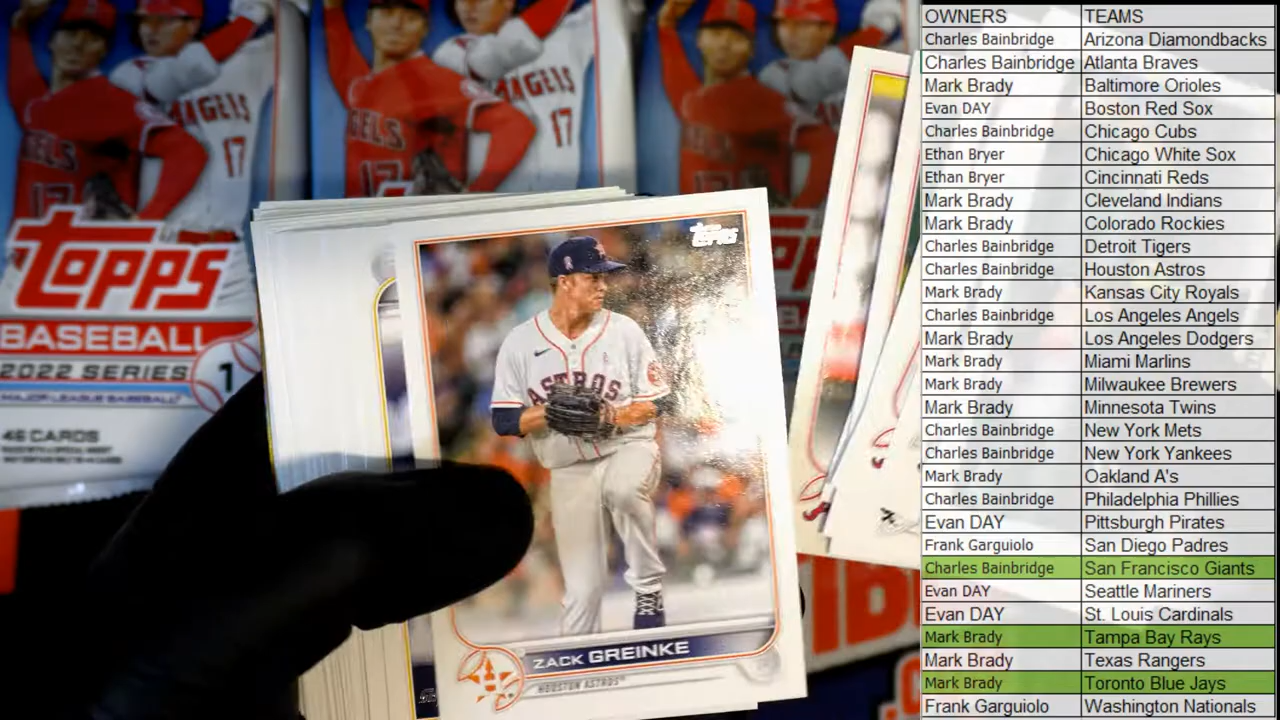 ANGELS
17
ELS
17
ANGELS
17
TOPPS
BASEBALL
2022 SERIES 1
MAJOR LEAGUE BASEBALL
46 CARDS
Topps
ASTROS
ZACK GREINKE
HOUSTON ASTROS
OWNERS TEAMS
Charles Bainbridge Arizona Diamondbacks
Charles Bainbridge Atlanta Braves
Mark Brady Baltimore Orioles
Evan DAY Boston Red Sox
Charles Bainbridge Chicago Cubs
Ethan Bryer Chicago White Sox
Ethan Bryer Cincinnati Reds
Mark Brady Cleveland Indians
Mark Brady Colorado Rockies
Charles Bainbridge Detroit Tigers
Charles Bainbridge Houston Astros
Mark Brady Kansas City Royals
Charles Bainbridge Los Angeles Angels
Mark Brady Los Angeles Dodgers
Mark Brady Miami Marlins
Mark Brady Milwaukee Brewers
Mark Brady Minnesota Twins
Charles Bainbridge New York Mets
Charles Bainbridge New York Yankees
Mark Brady Oakland A's
Charles Bainbridge Philadelphia Phillies
Evan DAY Pittsburgh Pirates
Frank Garguiolo San Diego Padres
Charles Bainbridge San Francisco Giants
Evan DAY Seattle Mariners
Evan DAY St. Louis Cardinals
Mark Brady Tampa Bay Rays
Mark Brady Texas Rangers
Mark Brady Toronto Blue Jays
Frank Garguiolo Washington Nationals